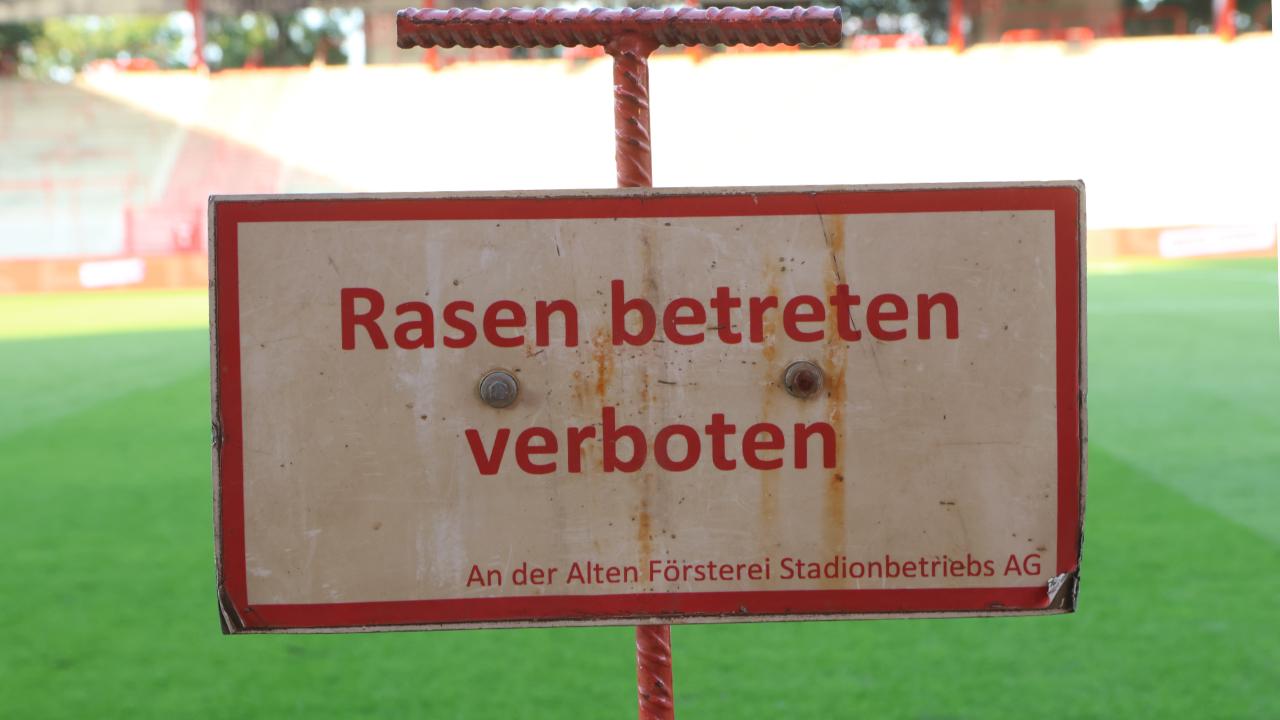 Rasen betreten
verboten
An der Alten Försterei Stadionbetriebs AG